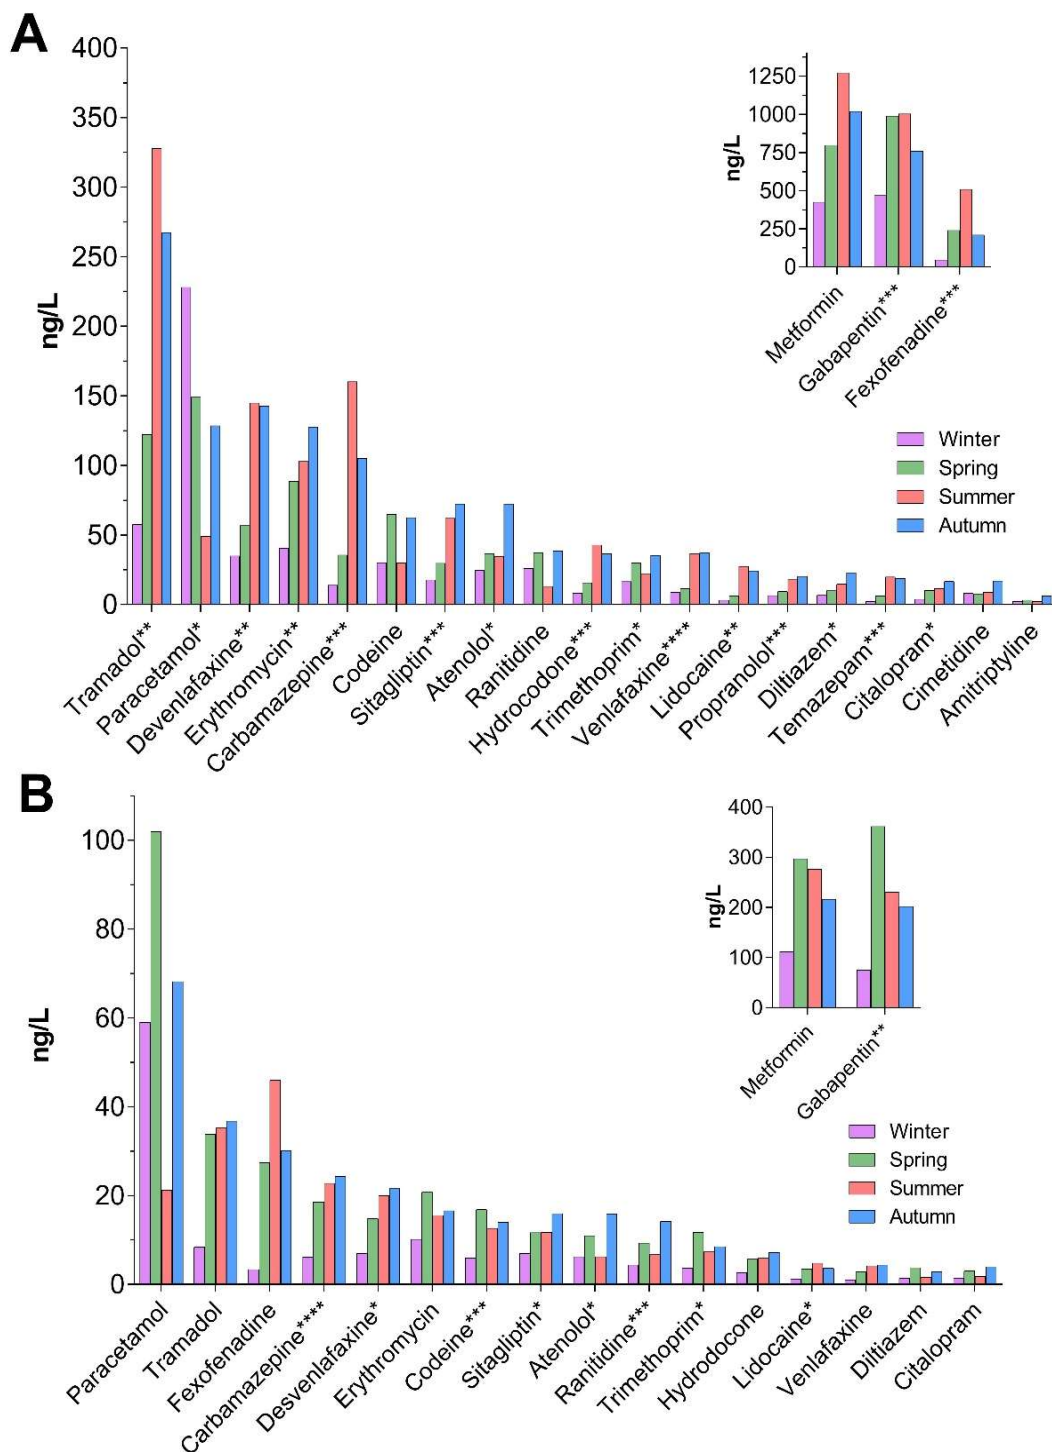 A
400
350
300
250
200
150
100
50
0
ng/L
Tramadol**
Paracetamol*
Devenlafaxine**
Erythromycin**
Carbamazepine***
Codeine
Sitagliptin***
Atenolol*
Ranitidine
Hydrocodone***
Trimethoprim*
Venlafaxine****
Lidocaine**
Propranolol***
Diltiazem*
Temazepam***
Citalopram*
Cimetidine
Amitriptyline
1250
1000
750
500
250
0
ng/L
Metformin
Gabapentin***
Fexofenadine***
Winter
Spring
Summer
Autumn
B
100
80
60
40
20
0
ng/L
Paracetamol
Tramadol
Fexofenadine
Carbamazepine****
Desvenlafaxine*
Erythromycin
Codeine***
Sitagliptin*
Atenolol*
Ranitidine***
Trimethoprim*
Hydrodocone
Lidocaine*
Venlafaxine
Diltiazem
Citalopram
400
300
200
100
0
ng/L
Metformin
Gabapentin**
Winter
Spring
Summer
Autumn